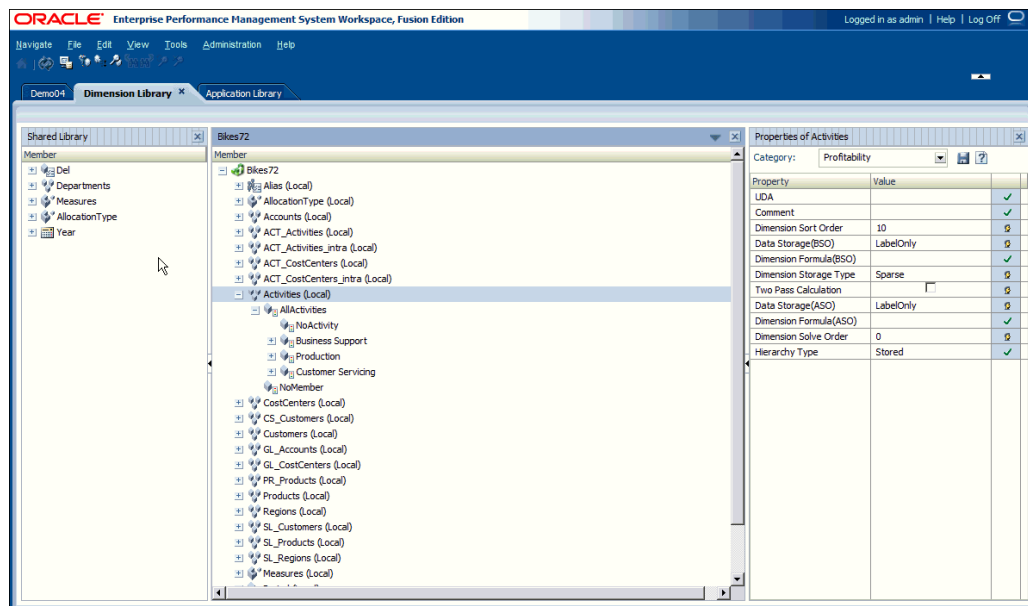 ORACLE Enterprise Performance Management System Workspace, Fusion Edition
Logged in as admin | Help | Log Off
Navigate File Edit View Tools Administration Help
Demo04 Dimension Library × Application Library
Shared Library
Member
Del
Departments
Measures
AllocationType
Year
Bikes72
Member
Bikes72
Alias (Local)
AllocationType (Local)
Accounts (Local)
ACT_Activities (Local)
ACT_Activities_intra (Local)
ACT_CostCenters (Local)
ACT_CostCenters_intra (Local)
Activities (Local)
AllActivities
NoActivity
Business Support
Production
Customer Servicing
NoMember
CostCenters (Local)
CS_Customers (Local)
Customers (Local)
GL_Accounts (Local)
GL_CostCenters (Local)
PR_Products (Local)
Products (Local)
Regions (Local)
SL_Customers (Local)
SL_Products (Local)
SL_Regions (Local)
Measures (Local)
Properties of Activities
Category: Profitability
Property Value
UDA
Comment
Dimension Sort Order 10
Data Storage(BSO) LabelOnly
Dimension Formula(BSO)
Dimension Storage Type Sparse
Two Pass Calculation
Data Storage(ASO) LabelOnly
Dimension Formula(ASO)
Dimension Solve Order 0
Hierarchy Type Stored